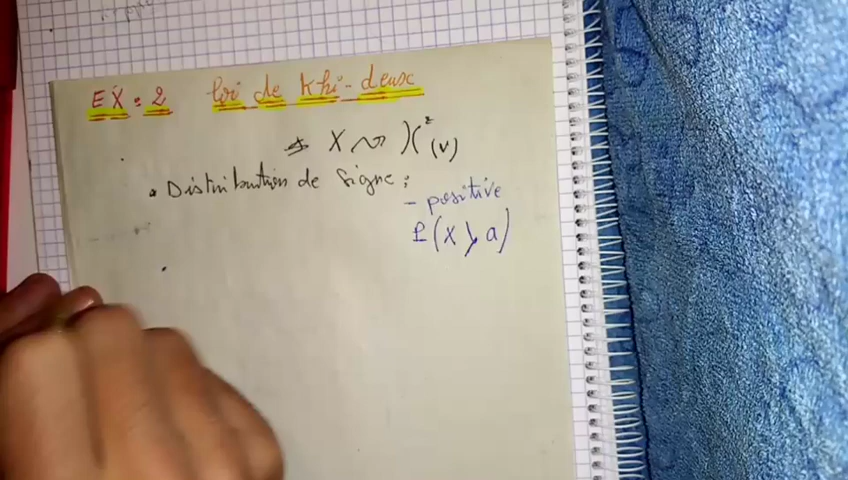 EX : 2 loi de Khi-deux
X ~> χ² (v)
• Distribution de Signe :
- positive
P(X > a)